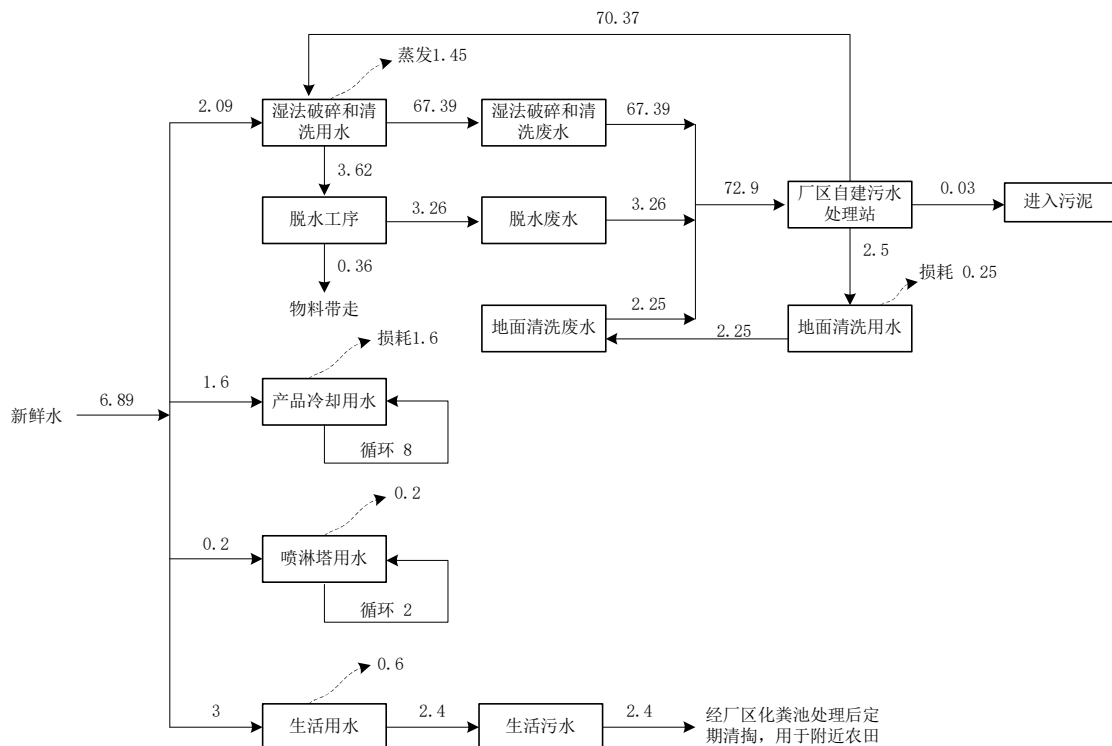 70.37
蒸发1.45
2.09
湿法破碎和清
洗用水
67.39
湿法破碎和清
洗废水
67.39
3.62
72.9
厂区自建污水
处理站
0.03
进入污泥
脱水工序
3.26
脱水废水
3.26
0.36
2.5
物料带走
损耗 0.25
地面清洗废水
2.25
2.25
地面清洗用水
损耗1.6
新鲜水
6.89
1.6
产品冷却用水
循环 8
0.2
0.2
喷淋塔用水
循环 2
0.6
3
生活用水
2.4
生活污水
2.4
经厂区化粪池处理后定
期清掏，用于附近农田